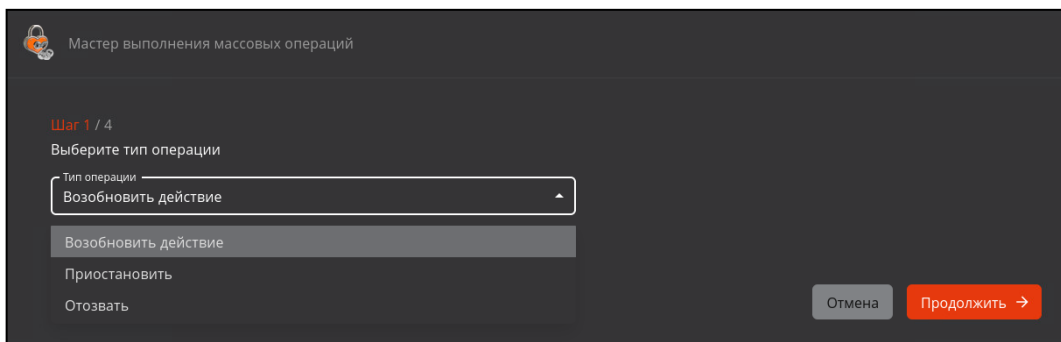 Мастер выполнения массовых операций
Шаг 1 / 4
Выберите тип операции
Тип операции
Возобновить действие
Возобновить действие
Приостановить
Отозвать
Отмена
Продолжить →